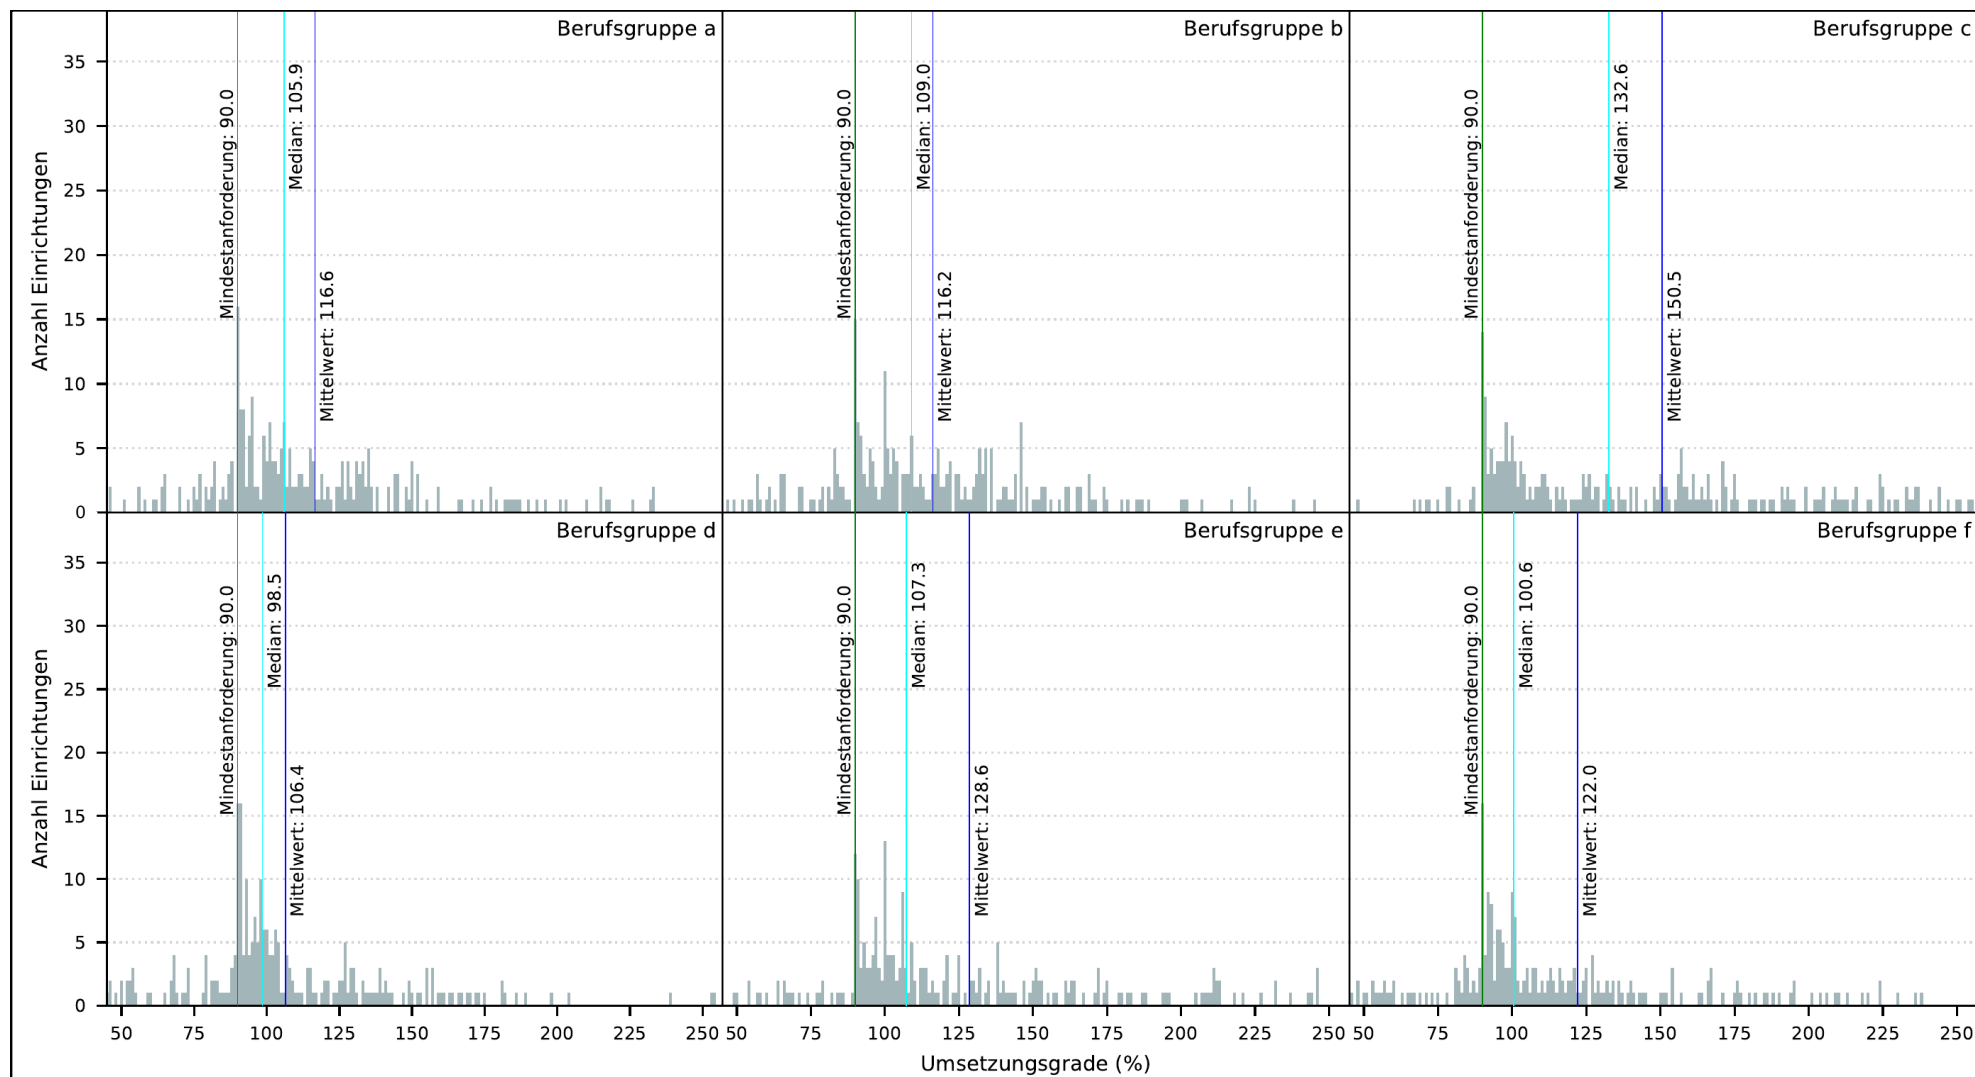 Berufsgruppe a
Berufsgruppe b
Berufsgruppe c
Anzahl Einrichtungen
35
30
25
20
15
10
5
0
Mindestanforderung: 90.0
Median: 105.9
Mittelwert: 116.6
Mindestanforderung: 90.0
Median: 109.0
Mittelwert: 116.2
Mindestanforderung: 90.0
Median: 132.6
Mittelwert: 150.5
Berufsgruppe d
Berufsgruppe e
Berufsgruppe f
Anzahl Einrichtungen
35
30
25
20
15
10
5
0
Mindestanforderung: 90.0
Median: 98.5
Mittelwert: 106.4
Mindestanforderung: 90.0
Median: 107.3
Mittelwert: 128.6
Mindestanforderung: 90.0
Median: 100.6
Mittelwert: 122.0
50 75 100 125 150 175 200 225 250 50 75 100 125 150 175 200 225 250 50 75 100 125 150 175 200 225 250
Umsetzungsgrade (%)